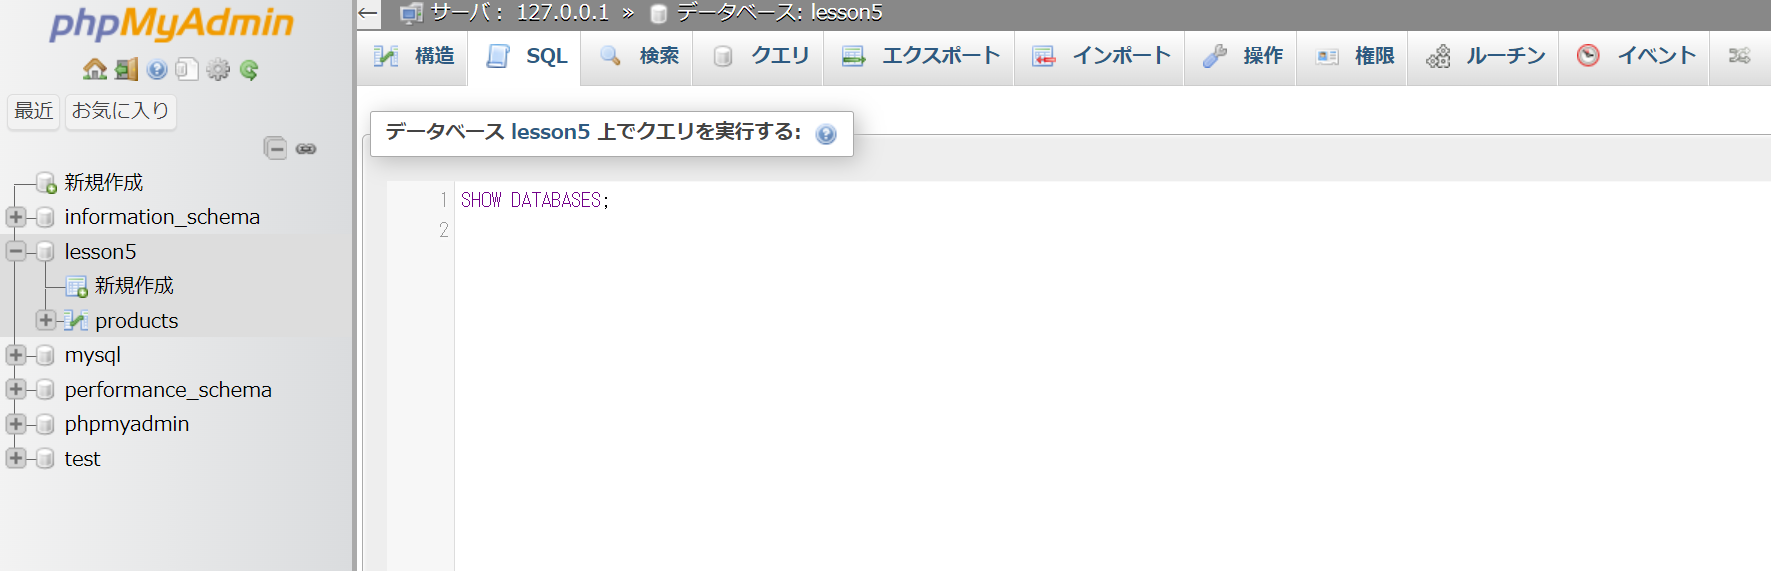 phpMyAdmin
最近 お気に入り
新規作成
information_schema
lesson5
新規作成
products
mysql
performance_schema
phpmyadmin
test
← サーバ: 127.0.0.1 » データベース: lesson5
構造 SQL 検索 クエリ エクスポート インポート 操作 権限 ルーチン イベント
データベース lesson5 上でクエリを実行する:
1 SHOW DATABASES;
2